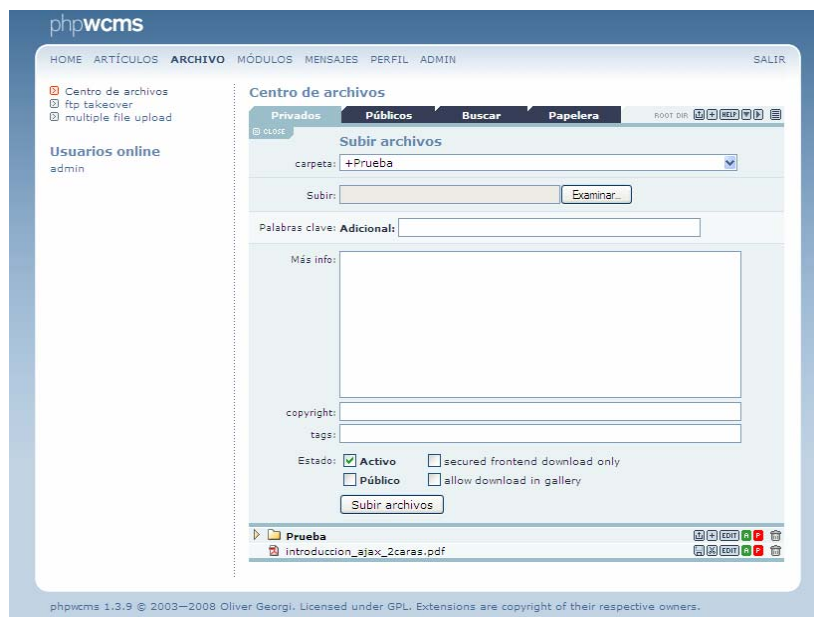 phpwcms
HOME ARTÍCULOS ARCHIVO MÓDULOS MENSAJES PERFIL ADMIN SALIR
Centro de archivos
ftp takeover
multiple file upload
Usuarios online
admin
Centro de archivos
Privados Públicos Buscar Papelera ROOT DIR HELP
CLOSE
Subir archivos
carpeta: +Prueba
Subir: Examinar...
Palabras clave: Adicional:
Más info:
copyright:
tags:
Estado: Activo secured frontend download only
Público allow download in gallery
Subir archivos
Prueba EDIT A P
introduccion_ajax_2caras.pdf EDIT A P
phpwcms 1.3.9 © 2003—2008 Oliver Georgi. Licensed under GPL. Extensions are copyright of their respective owners.